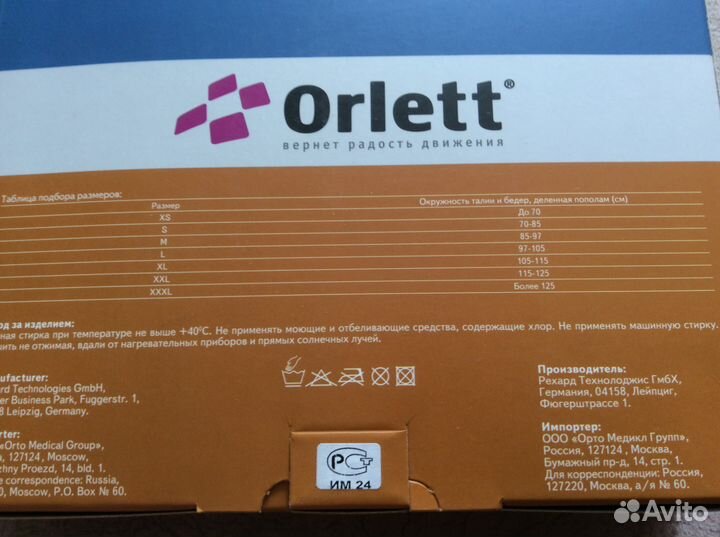 Orlett®
вернет радость движения
Таблица подбора размеров:
Размер Окружность талии и бедер, деленная пополам (см)
XS До 70
S 70-85
M 85-97
L 97-105
XL 105-115
XXL 115-125
XXXL Более 125
од за изделием:
ная стирка при температуре не выше +40°С. Не применять моющие и отбеливающие средства, содержащие хлор. Не применять машинную стирку.
шить не отжимая, вдали от нагревательных приборов и прямых солнечных лучей.
nufacturer:
ard Technologies GmbH,
er Business Park, Fuggerstr. 1,
8 Leipzig, Germany.
rter:
«Orto Medical Group»,
a, 127124, Moscow,
zhny Proezd, 14, bld. 1.
e correspondence: Russia,
0, Moscow, P.O. Box № 60.
Производитель:
Рехард Технолоджис ГмбХ,
Германия, 04158, Лейпциг,
Фюгерштрассе 1.
Импортер:
ООО «Орто Медикл Групп»,
Россия, 127124, Москва,
Бумажный пр-д, 14, стр. 1.
Для корреспонденции: Россия,
127220, Москва, а/я № 60.
РСТ
ИМ 24
Avito